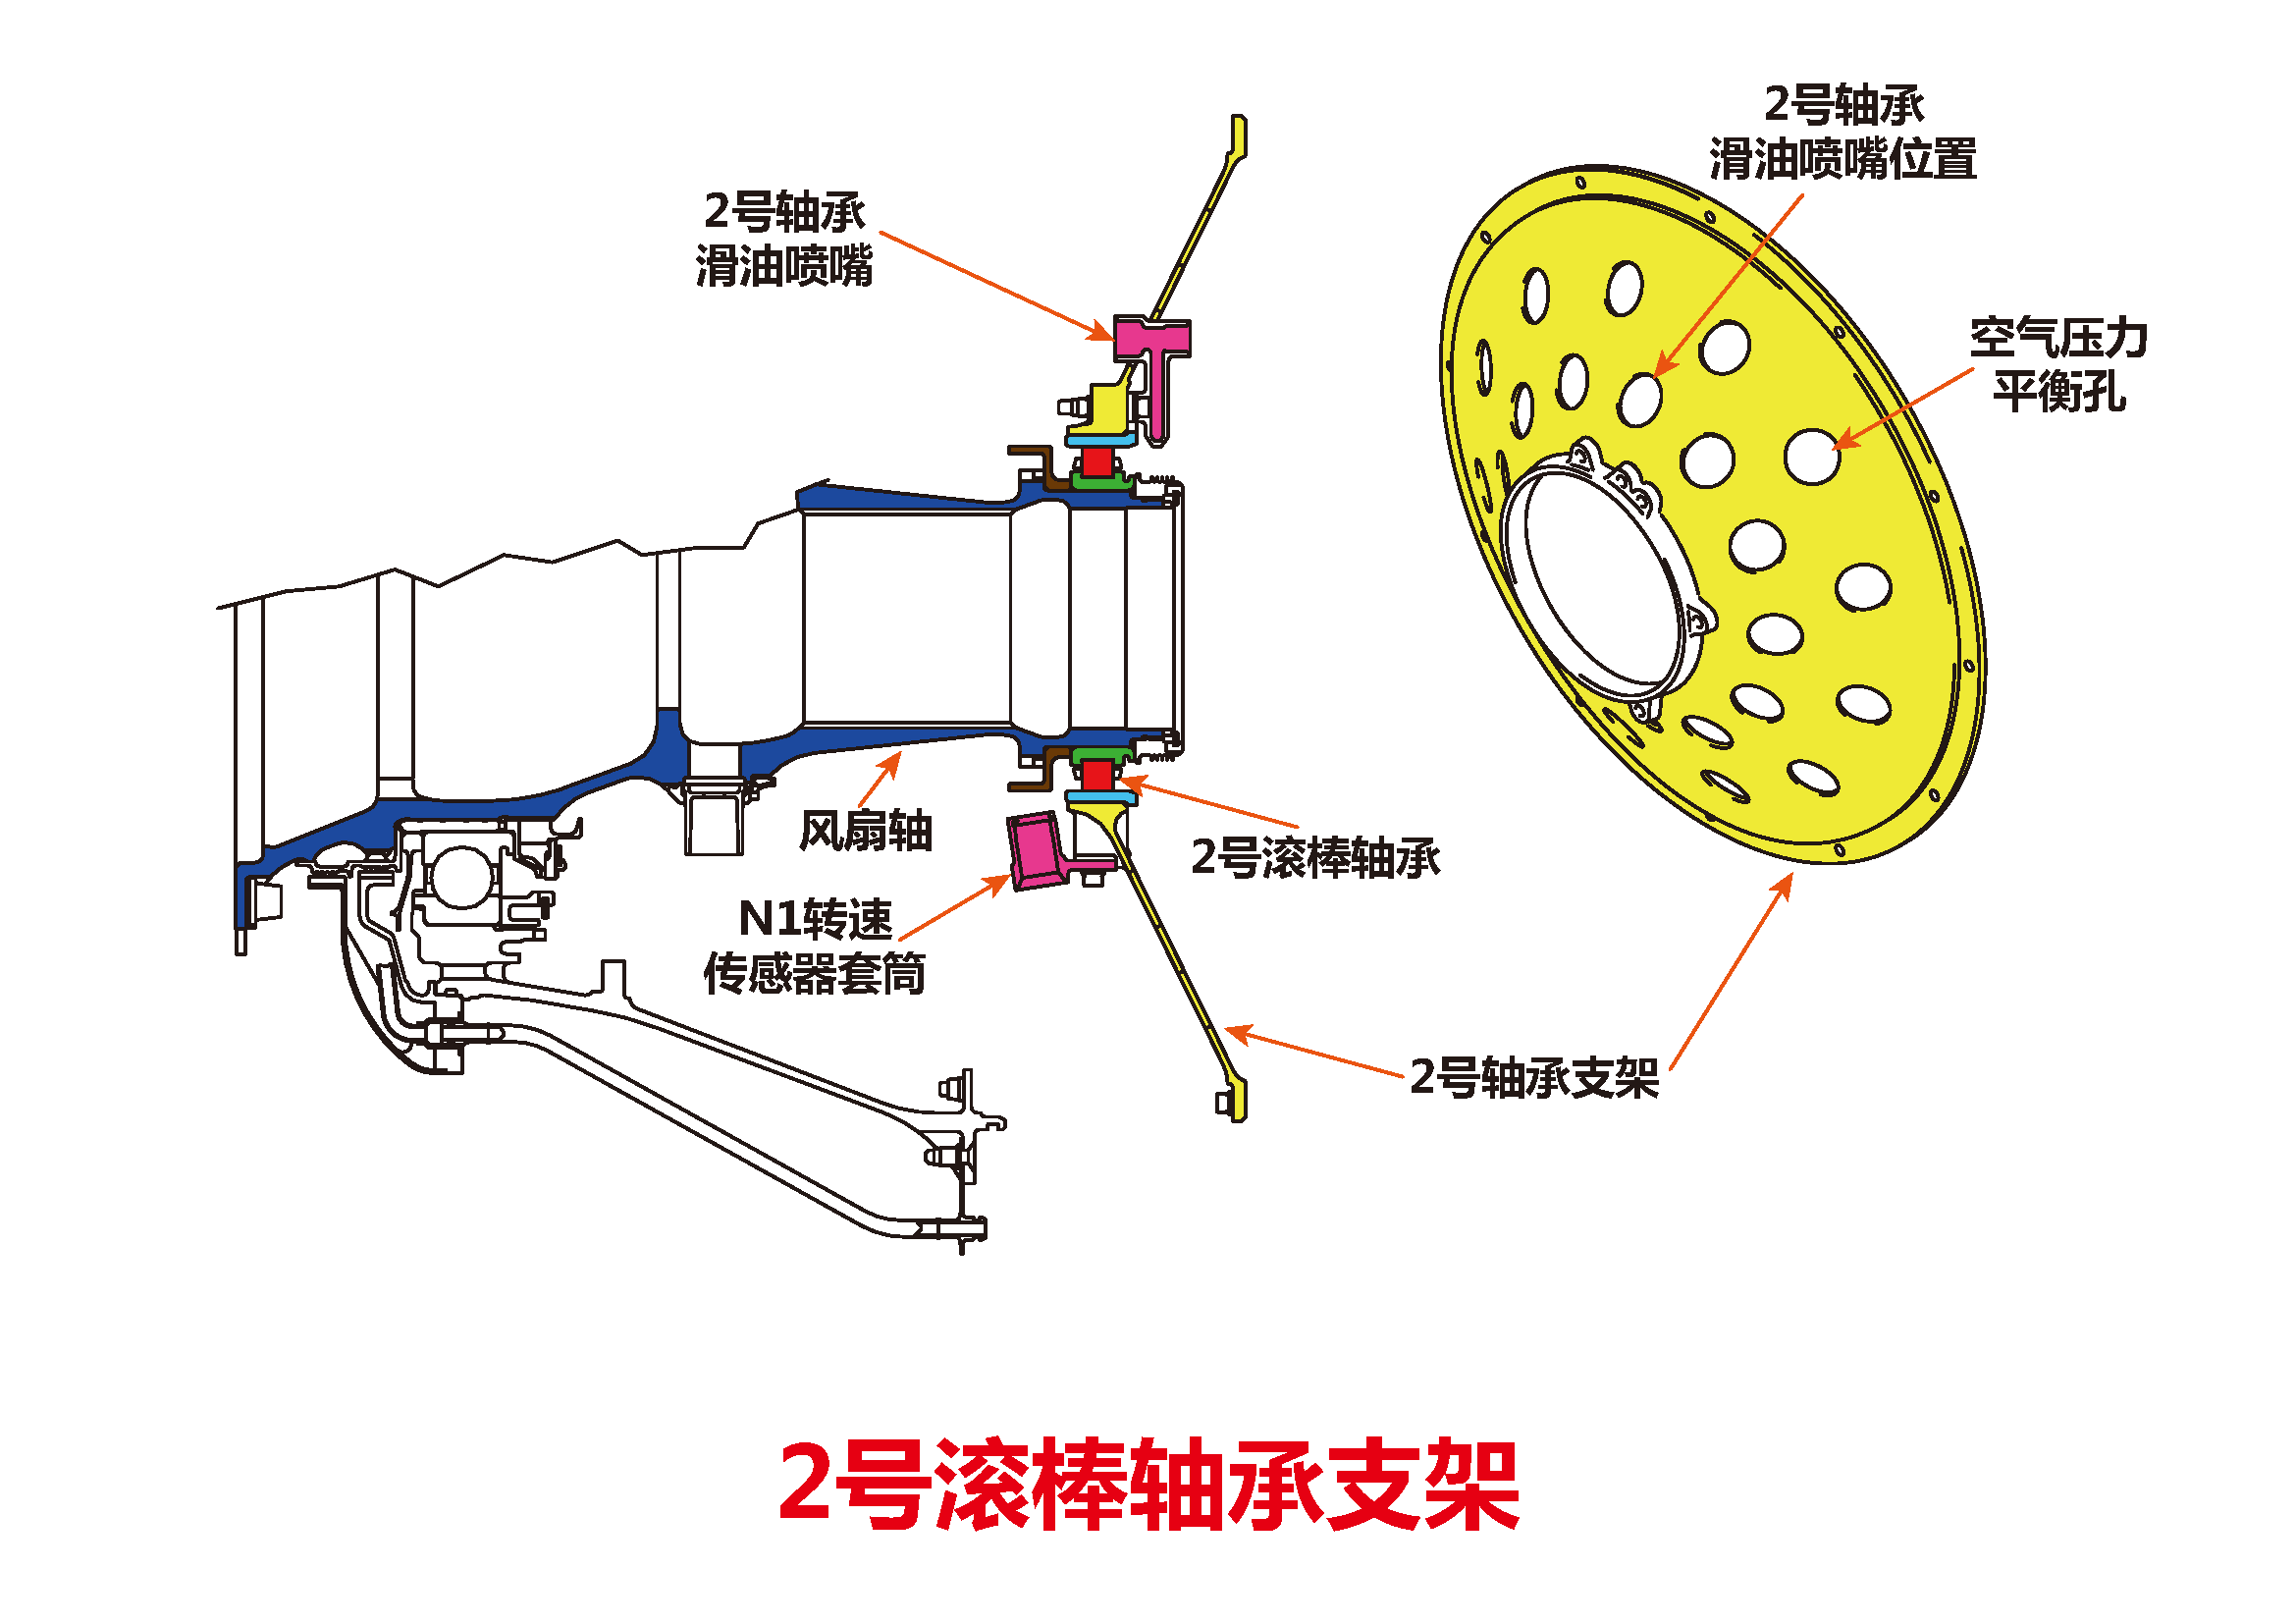 2号轴承
滑油喷嘴位置
2号轴承
滑油喷嘴
空气压力
平衡孔
风扇轴
2号滚棒轴承
N1转速
传感器套筒
2号轴承支架
2号滚棒轴承支架